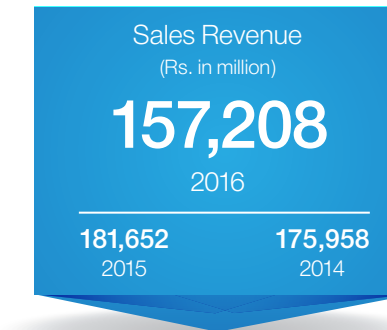 Sales Revenue
(Rs. in million)
157,208
2016
181,652 175,958
2015 2014